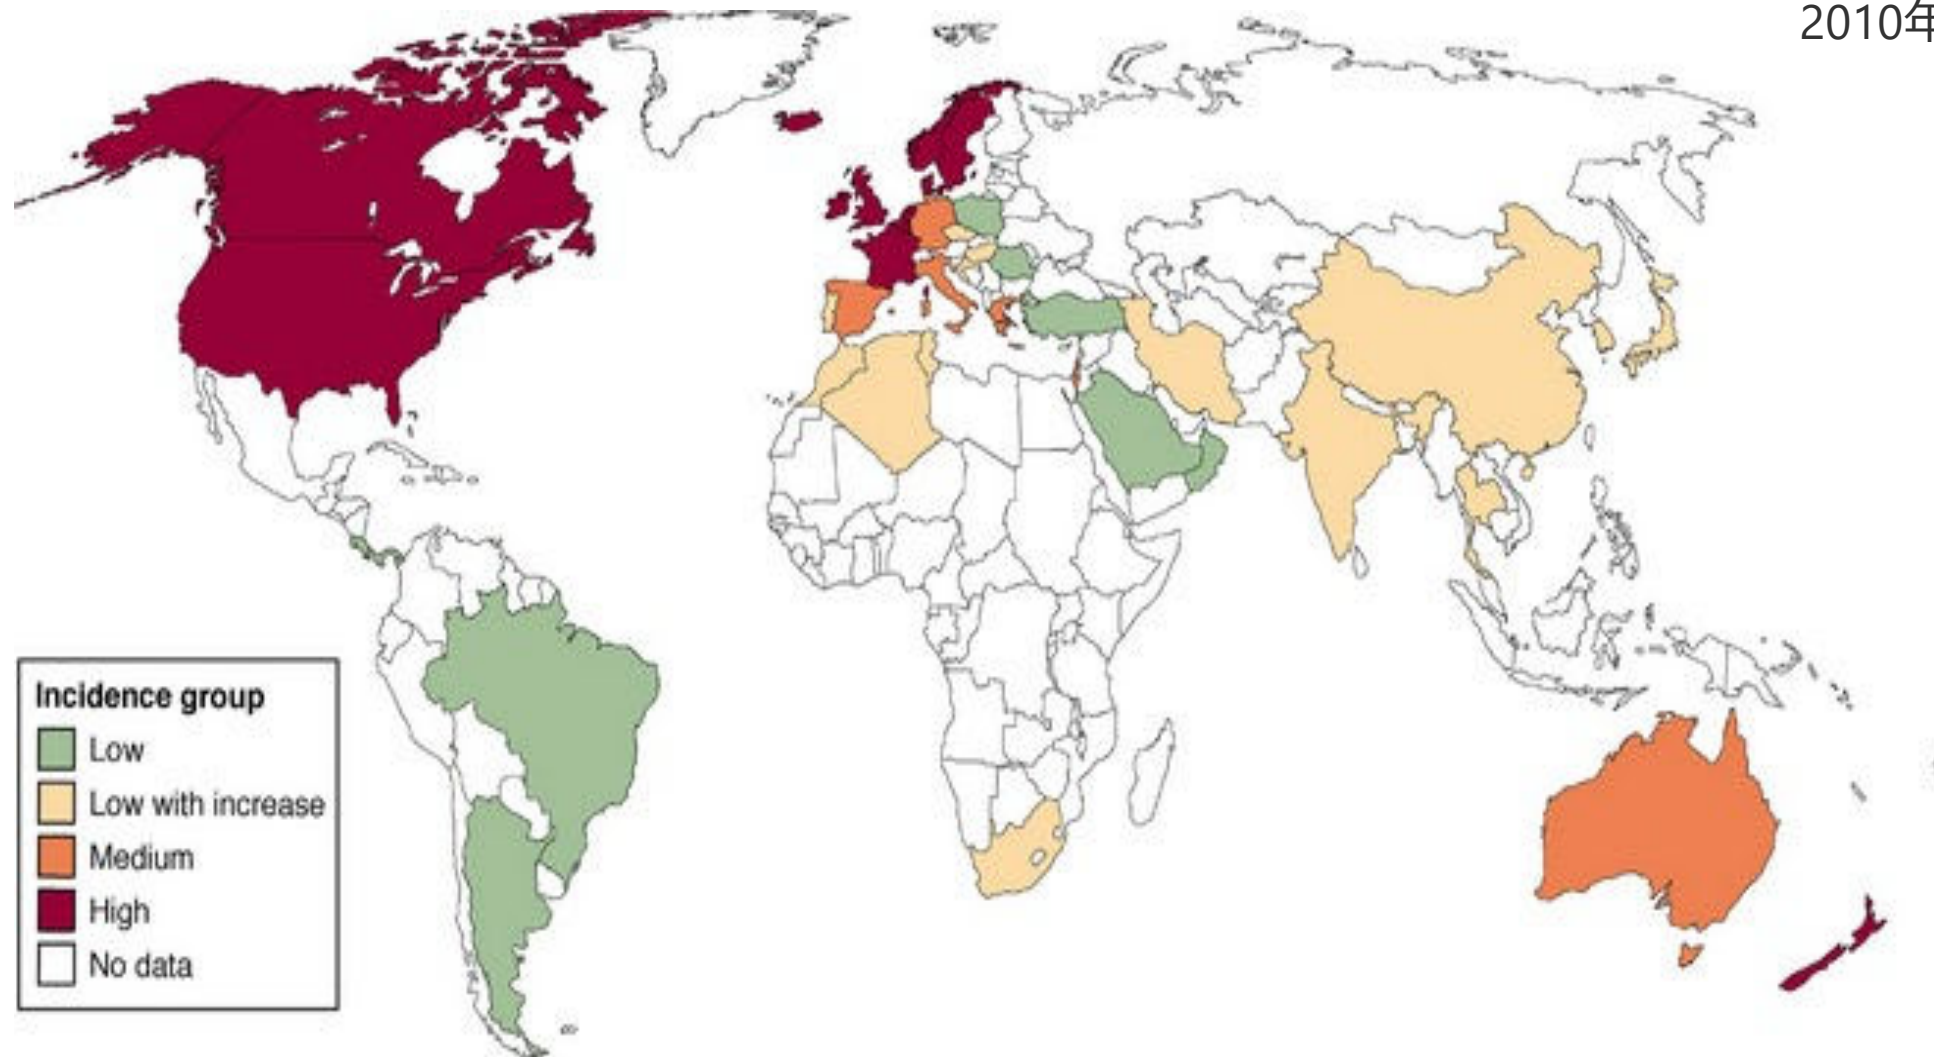 2010年
Incidence group
Low
Low with increase
Medium
High
No data